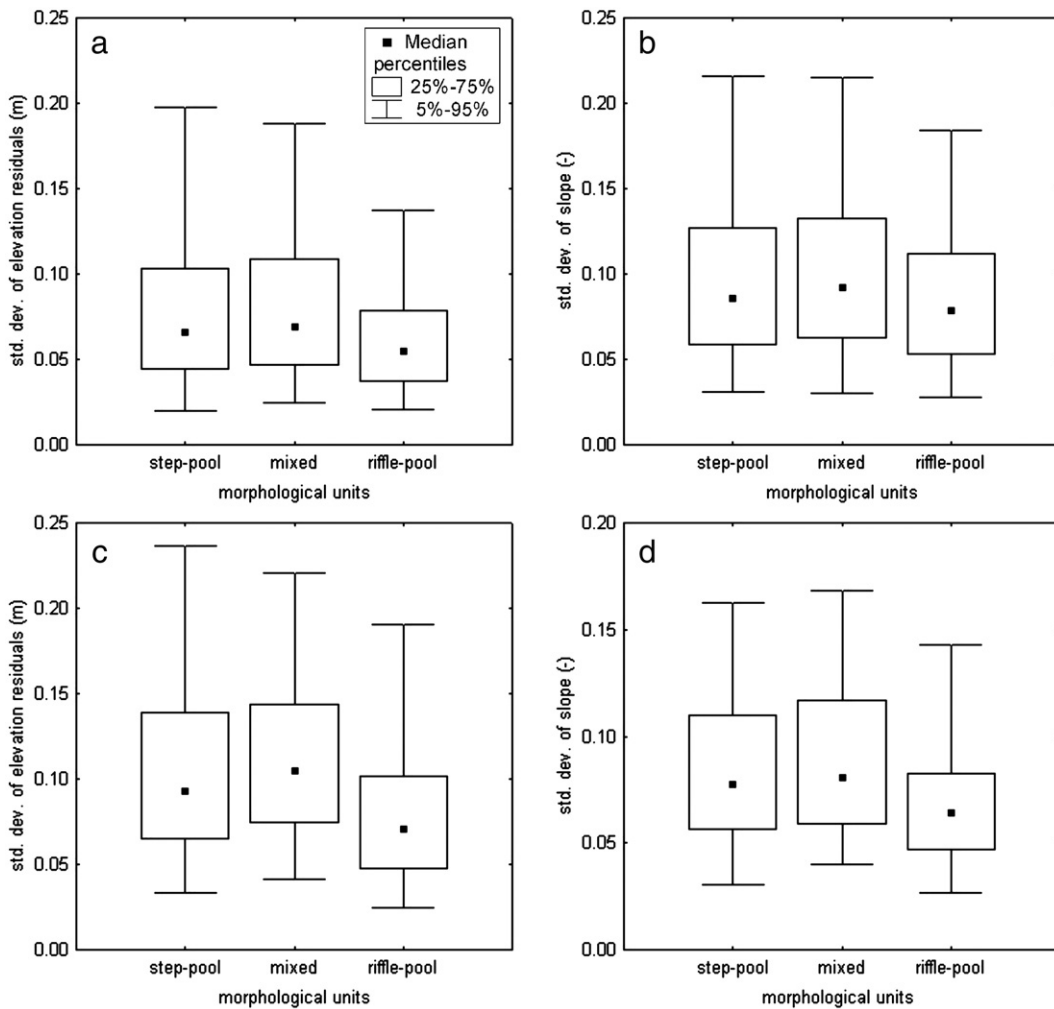 a
Median
percentiles
25%-75%
5%-95%
0.25
0.20
0.15
0.10
0.05
0.00
std. dev. of elevation residuals (m)
step-pool mixed riffle-pool
morphological units
b
0.25
0.20
0.15
0.10
0.05
0.00
std. dev. of slope (-)
step-pool mixed riffle-pool
morphological units
c
0.25
0.20
0.15
0.10
0.05
0.00
std. dev. of elevation residuals (m)
step-pool mixed riffle-pool
morphological units
d
0.20
0.15
0.10
0.05
0.00
std. dev. of slope (-)
step-pool mixed riffle-pool
morphological units